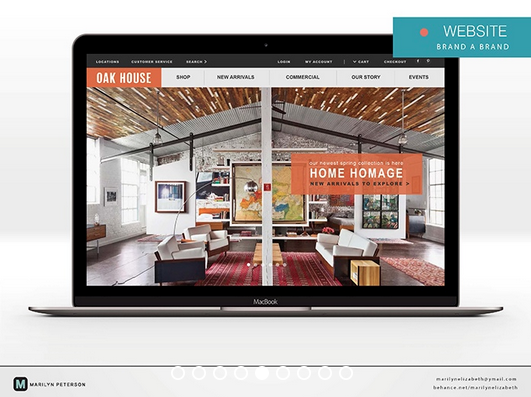 WEBSITE
BRAND A BRAND
LOCATIONS CUSTOMER SERVICE SEARCH > LOGIN MY ACCOUNT | V CART CHECKOUT f
OAK HOUSE SHOP NEW ARRIVALS COMMERCIAL OUR STORY EVENTS
our newest spring collection is here
HOME HOMAGE
NEW ARRIVALS TO EXPLORE >
MacBook
M MARILYN PETERSON
marilynelizabeth@ymail.com
behance.net/marilynelizabeth